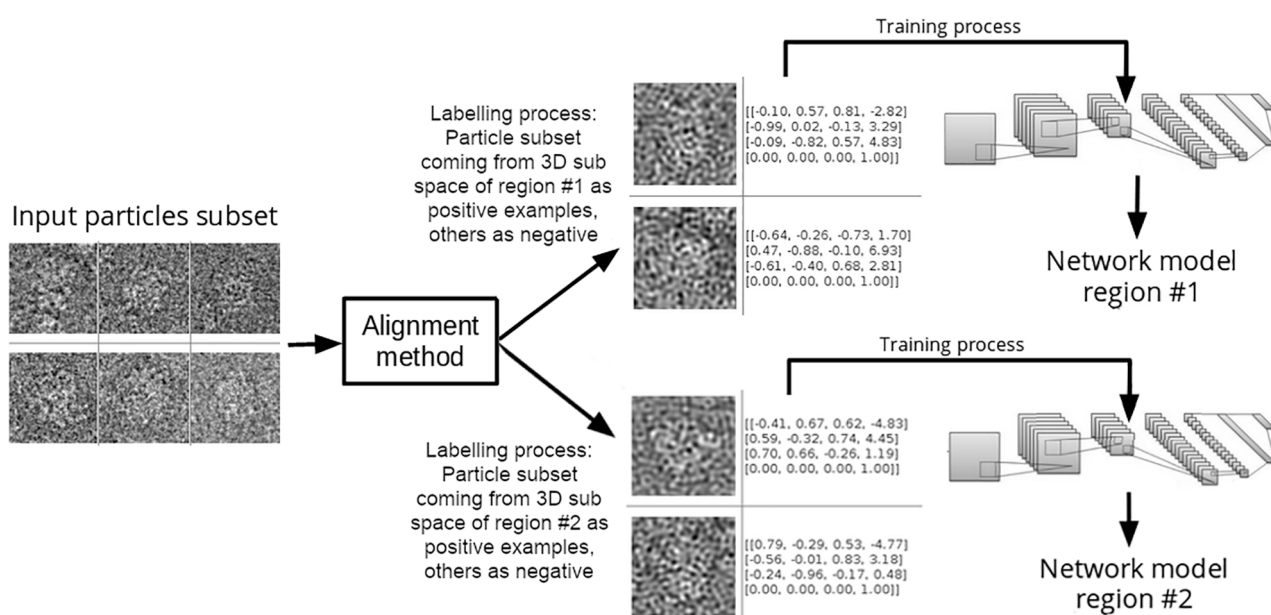 Training process
Labelling process:
Particle subset
coming from 3D sub
space of region #1 as
positive examples,
others as negative
[[-0.10, 0.57, 0.81, -2.82]
[-0.99, 0.02, -0.13, 3.29]
[-0.09, -0.82, 0.57, 4.83]
[0.00, 0.00, 0.00, 1.00]]
[[-0.64, -0.26, -0.73, 1.70]
[0.47, -0.88, -0.10, 6.93]
[-0.61, -0.40, 0.68, 2.81]
[0.00, 0.00, 0.00, 1.00]]
Network model
region #1
Input particles subset
Alignment
method
Training process
Labelling process:
Particle subset
coming from 3D sub
space of region #2 as
positive examples,
others as negative
[[-0.41, 0.67, 0.62, -4.83]
[0.59, -0.32, 0.74, 4.45]
[0.70, 0.66, -0.26, 1.19]
[0.00, 0.00, 0.00, 1.00]]
[[0.79, -0.29, 0.53, -4.77]
[-0.56, -0.01, 0.83, 3.18]
[-0.24, -0.96, -0.17, 0.48]
[0.00, 0.00, 0.00, 1.00]]
Network model
region #2